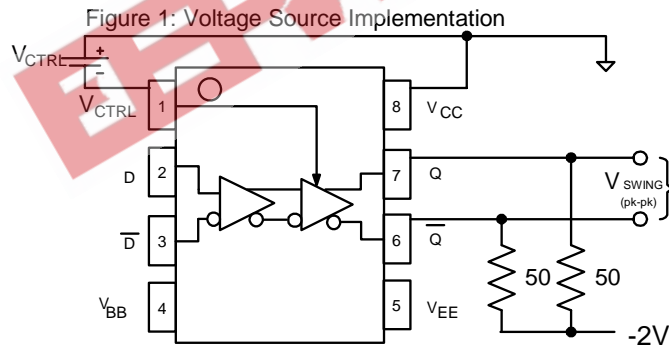 Figure 1: Voltage Source Implementation
VCTRL
+
−
VCTRL
1
8
VCC
D
2
7
Q
VSWING
(pk-pk)
D̅
3
6
Q̅
50
50
VBB
4
5
VEE
-2V